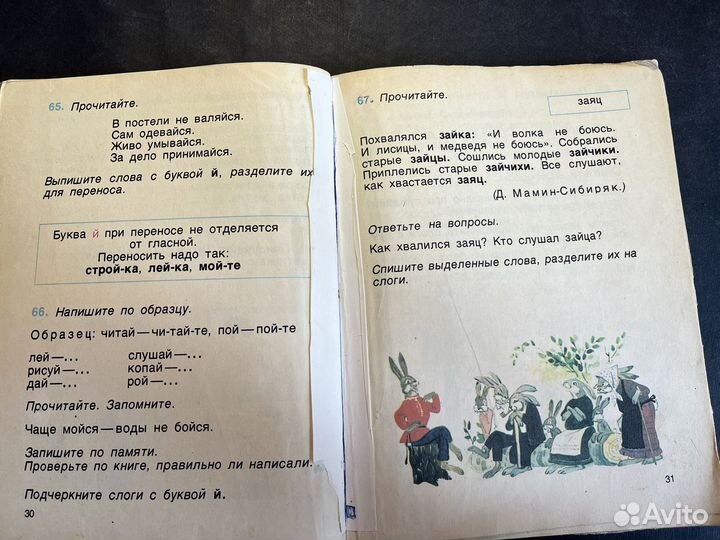 65. Прочитайте.
В постели не валяйся.
Сам одевайся.
Живо умывайся.
За дело принимайся.
Выпишите слова с буквой й, разделите их
для переноса.
Буква й при переносе не отделяется
от гласной.
Переносить надо так:
строй-ка, лей-ка, мой-те
66. Напишите по образцу.
Образец: читай — чи-тай-те, пой — пой-те
лей —... слушай —...
рисуй —... копай —...
дай —... рой —...
Прочитайте. Запомните.
Чаще мойся — воды не бойся.
Запишите по памяти.
Проверьте по книге, правильно ли написали.
Подчеркните слоги с буквой й.
30
67. Прочитайте.
заяц
Похвалялся зайка: «И волка не боюсь.
И лисицы, и медведя не боюсь». Собрались
старые зайцы. Сошлись молодые зайчики.
Приплелись старые зайчихи. Все слушают,
как хвастается заяц.
(Д. Мамин-Сибиряк.)
Ответьте на вопросы.
Как хвалился заяц? Кто слушал зайца?
Спишите выделенные слова, разделите их на
слоги.
31
Avito